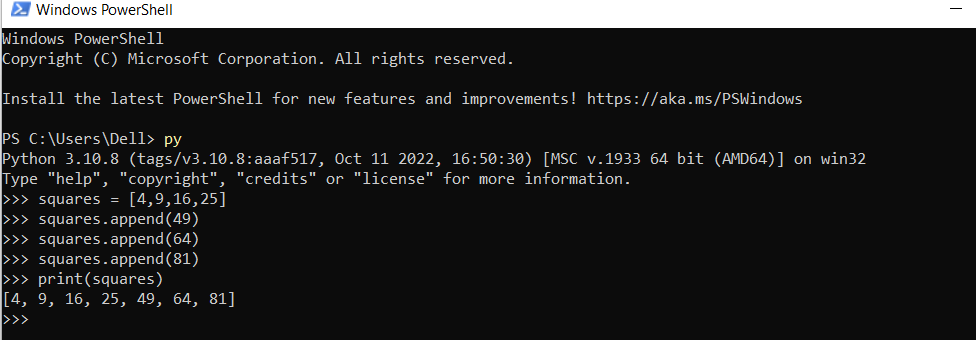 Windows PowerShell
Windows PowerShell
Copyright (C) Microsoft Corporation. All rights reserved.
Install the latest PowerShell for new features and improvements! https://aka.ms/PSWindows
PS C:\Users\Dell> py
Python 3.10.8 (tags/v3.10.8:aaaf517, Oct 11 2022, 16:50:30) [MSC v.1933 64 bit (AMD64)] on win32
Type "help", "copyright", "credits" or "license" for more information.
>>> squares = [4,9,16,25]
>>> squares.append(49)
>>> squares.append(64)
>>> squares.append(81)
>>> print(squares)
[4, 9, 16, 25, 49, 64, 81]
>>>